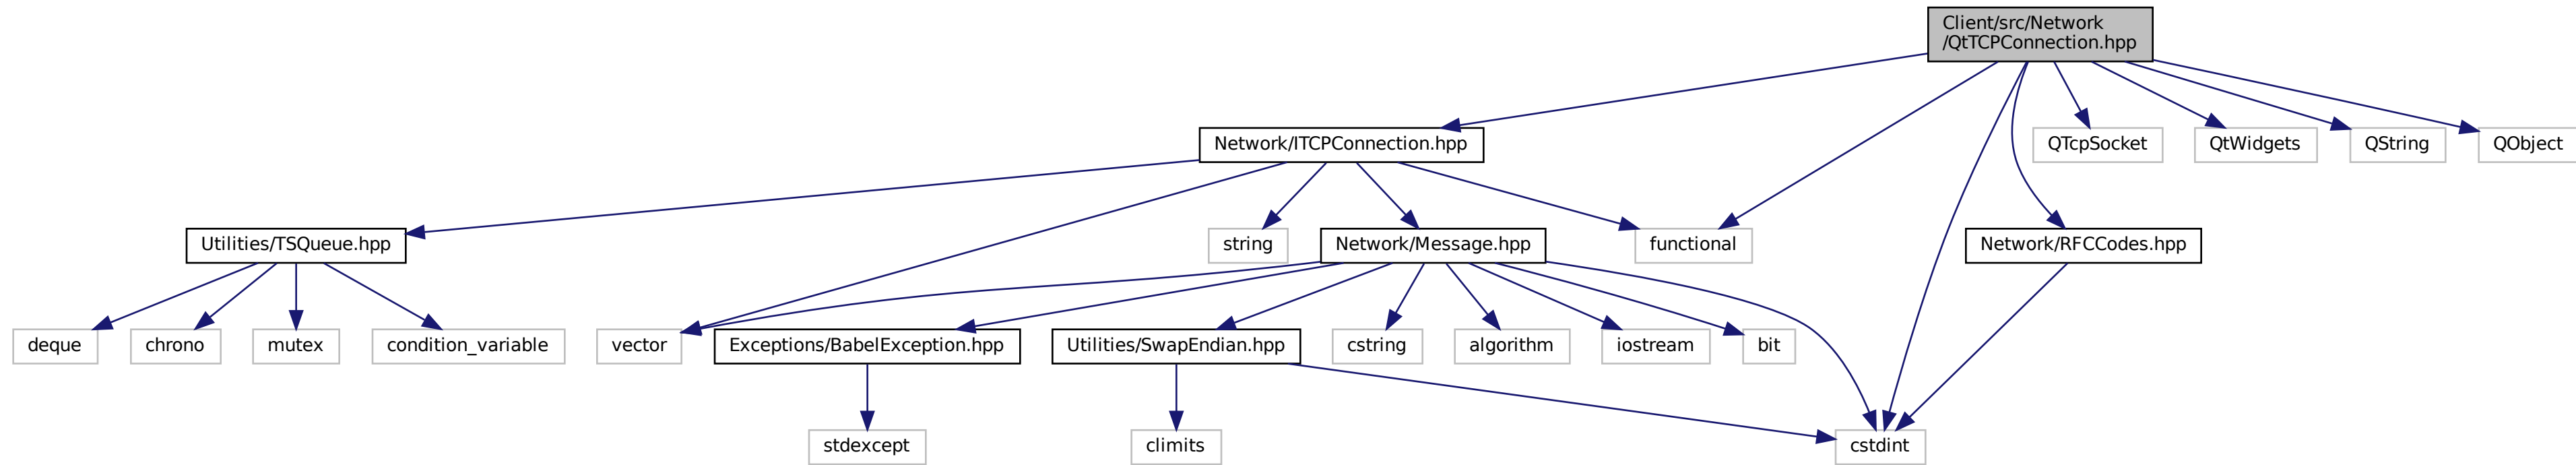 Client/src/Network
/QtTCPConnection.hpp
Network/ITCPConnection.hpp
QTcpSocket
QtWidgets
QString
QObject
Utilities/TSQueue.hpp
string
Network/Message.hpp
functional
Network/RFCCodes.hpp
deque
chrono
mutex
condition_variable
vector
Exceptions/BabelException.hpp
Utilities/SwapEndian.hpp
cstring
algorithm
iostream
bit
stdexcept
climits
cstdint